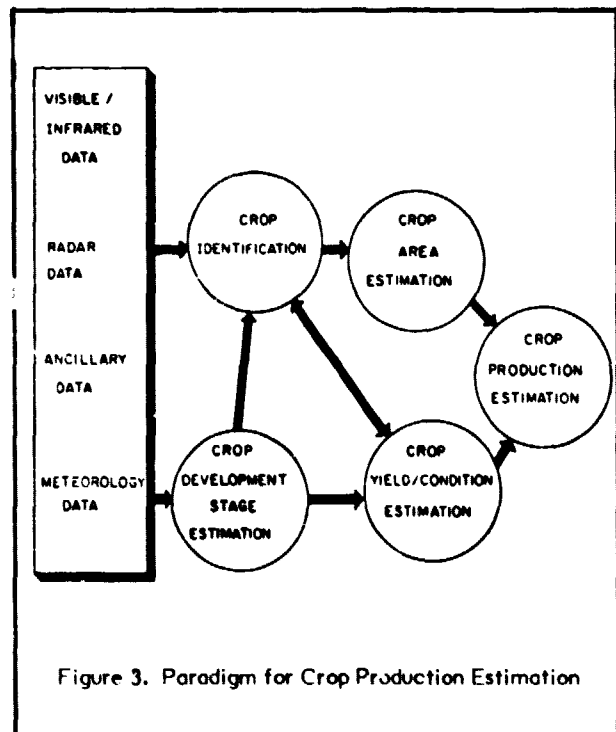 VISIBLE /
INFRARED
DATA
RADAR
DATA
ANCILLARY
DATA
METEOROLOGY
DATA
CROP
IDENTIFICATION
CROP
AREA
ESTIMATION
CROP
PRODUCTION
ESTIMATION
CROP
DEVELOPMENT
STAGE
ESTIMATION
CROP
YIELD/CONDITION
ESTIMATION
Figure 3. Paradigm for Crop Production Estimation